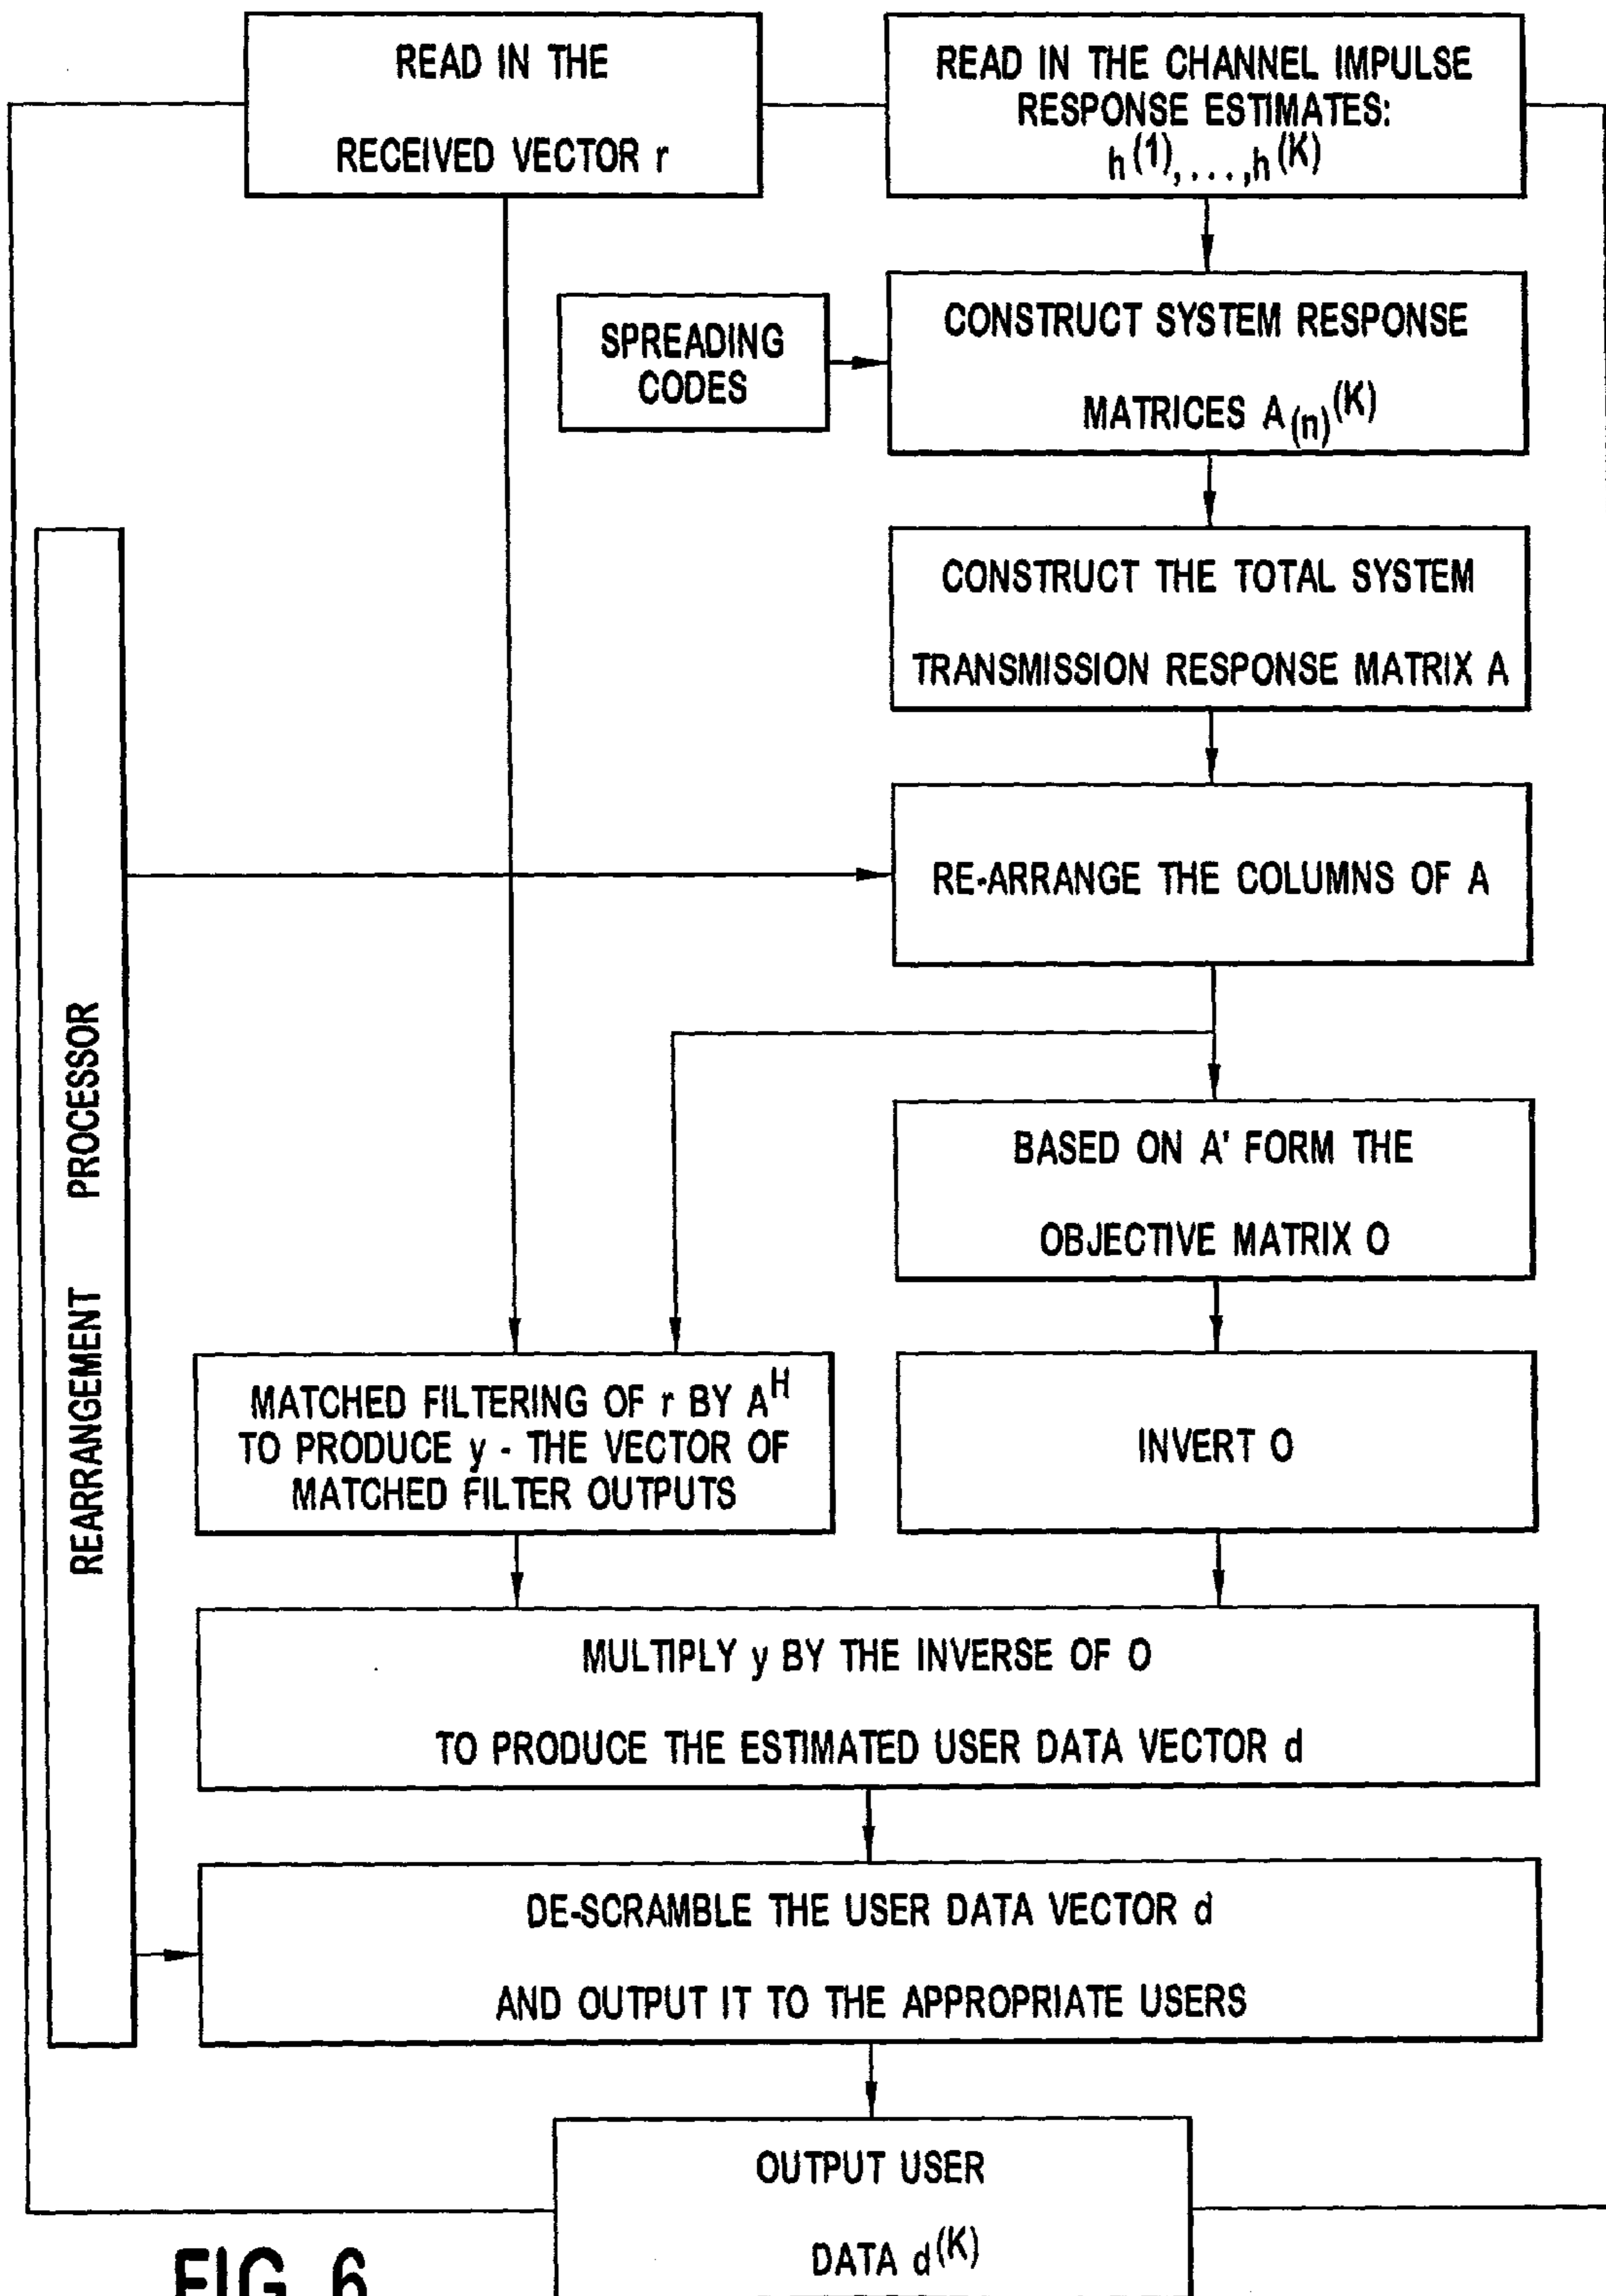 READ IN THE
RECEIVED VECTOR r
READ IN THE CHANNEL IMPULSE
RESPONSE ESTIMATES:
h(1),...,h(K)
SPREADING
CODES
CONSTRUCT SYSTEM RESPONSE
MATRICES A(n)(K)
CONSTRUCT THE TOTAL SYSTEM
TRANSMISSION RESPONSE MATRIX A
RE-ARRANGE THE COLUMNS OF A
REARRANGEMENT PROCESSOR
BASED ON A' FORM THE
OBJECTIVE MATRIX O
MATCHED FILTERING OF r BY AH
TO PRODUCE y - THE VECTOR OF
MATCHED FILTER OUTPUTS
INVERT O
MULTIPLY y BY THE INVERSE OF O
TO PRODUCE THE ESTIMATED USER DATA VECTOR d
DE-SCRAMBLE THE USER DATA VECTOR d
AND OUTPUT IT TO THE APPROPRIATE USERS
OUTPUT USER
DATA d(K)
FIG. 6